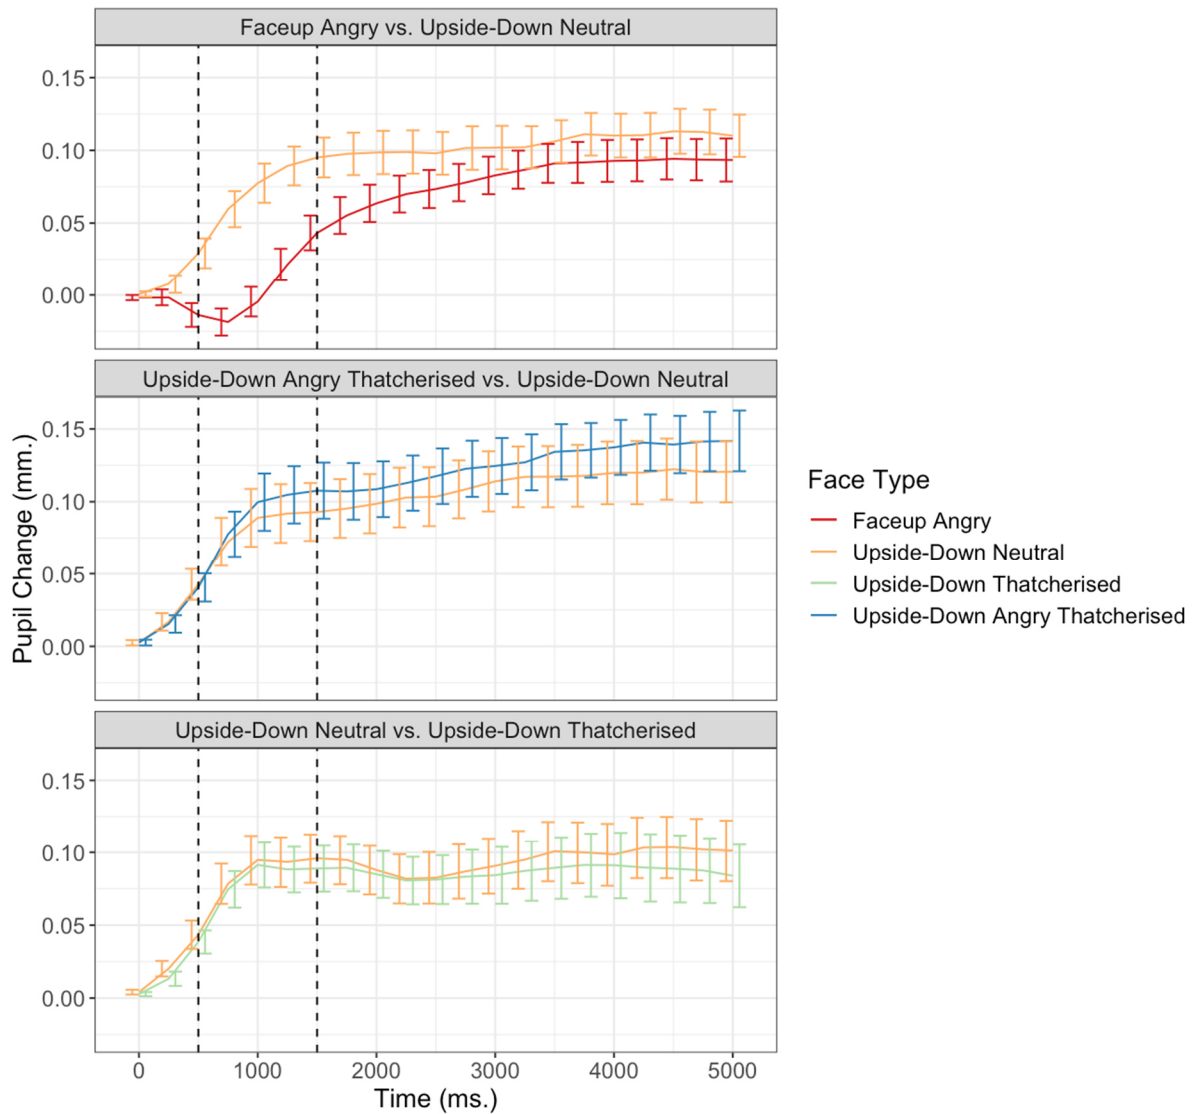 Faceup Angry vs. Upside-Down Neutral
0.15
0.10
0.05
0.00
Upside-Down Angry Thatcherised vs. Upside-Down Neutral
0.15
0.10
0.05
0.00
Pupil Change (mm.)
Upside-Down Neutral vs. Upside-Down Thatcherised
0.15
0.10
0.05
0.00
0 1000 2000 3000 4000 5000
Time (ms.)
Face Type
Faceup Angry
Upside-Down Neutral
Upside-Down Thatcherised
Upside-Down Angry Thatcherised